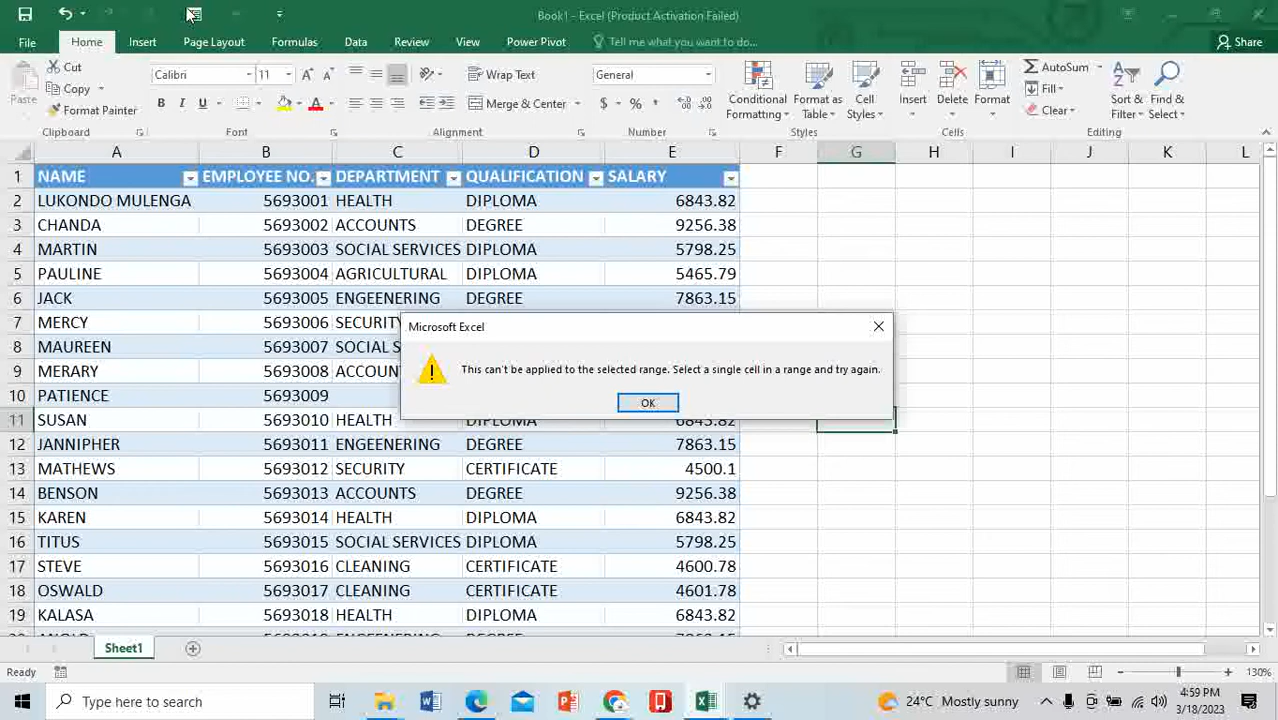 Book1 - Excel (Product Activation Failed)
File Home Insert Page Layout Formulas Data Review View Power Pivot Tell me what you want to do... Share
Paste Cut Copy Format Painter
Calibri 11
B I U A
Wrap Text
Merge & Center
General
$ % ,
Conditional Formatting
Format as Table
Cell Styles
Insert Delete Format
AutoSum
Fill
Clear
Sort & Filter
Find & Select
Clipboard Font Alignment Number Styles Cells Editing
A B C D E F G H I J K L
1 NAME EMPLOYEE NO. DEPARTMENT QUALIFICATION SALARY
2 LUKONDO MULENGA 5693001 HEALTH DIPLOMA 6843.82
3 CHANDA 5693002 ACCOUNTS DEGREE 9256.38
4 MARTIN 5693003 SOCIAL SERVICES DIPLOMA 5798.25
5 PAULINE 5693004 AGRICULTURAL DIPLOMA 5465.79
6 JACK 5693005 ENGEENERING DEGREE 7863.15
7 MERCY 5693006 SECURITY
8 MAUREEN 5693007 SOCIAL S
9 MERARY 5693008 ACCOUN
10 PATIENCE 5693009
11 SUSAN 5693010 HEALTH DIPLOMA 6843.82
12 JANNIPHER 5693011 ENGEENERING DEGREE 7863.15
13 MATHEWS 5693012 SECURITY CERTIFICATE 4500.1
14 BENSON 5693013 ACCOUNTS DEGREE 9256.38
15 KAREN 5693014 HEALTH DIPLOMA 6843.82
16 TITUS 5693015 SOCIAL SERVICES DIPLOMA 5798.25
17 STEVE 5693016 CLEANING CERTIFICATE 4600.78
18 OSWALD 5693017 CLEANING CERTIFICATE 4601.78
19 KALASA 5693018 HEALTH DIPLOMA 6843.82
Microsoft Excel
This can't be applied to the selected range. Select a single cell in a range and try again.
OK
Sheet1
Ready 130%
Type here to search
24°C Mostly sunny
4:59 PM
3/18/2023